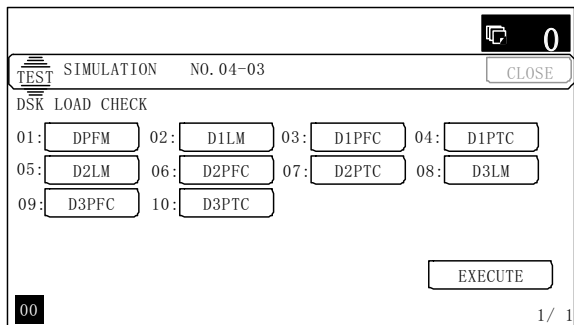 0
TEST SIMULATION NO.04-03 CLOSE
DSK LOAD CHECK
01: DPFM 02: D1LM 03: D1PFC 04: D1PTC
05: D2LM 06: D2PFC 07: D2PTC 08: D3LM
09: D3PFC 10: D3PTC
EXECUTE
00 1/ 1